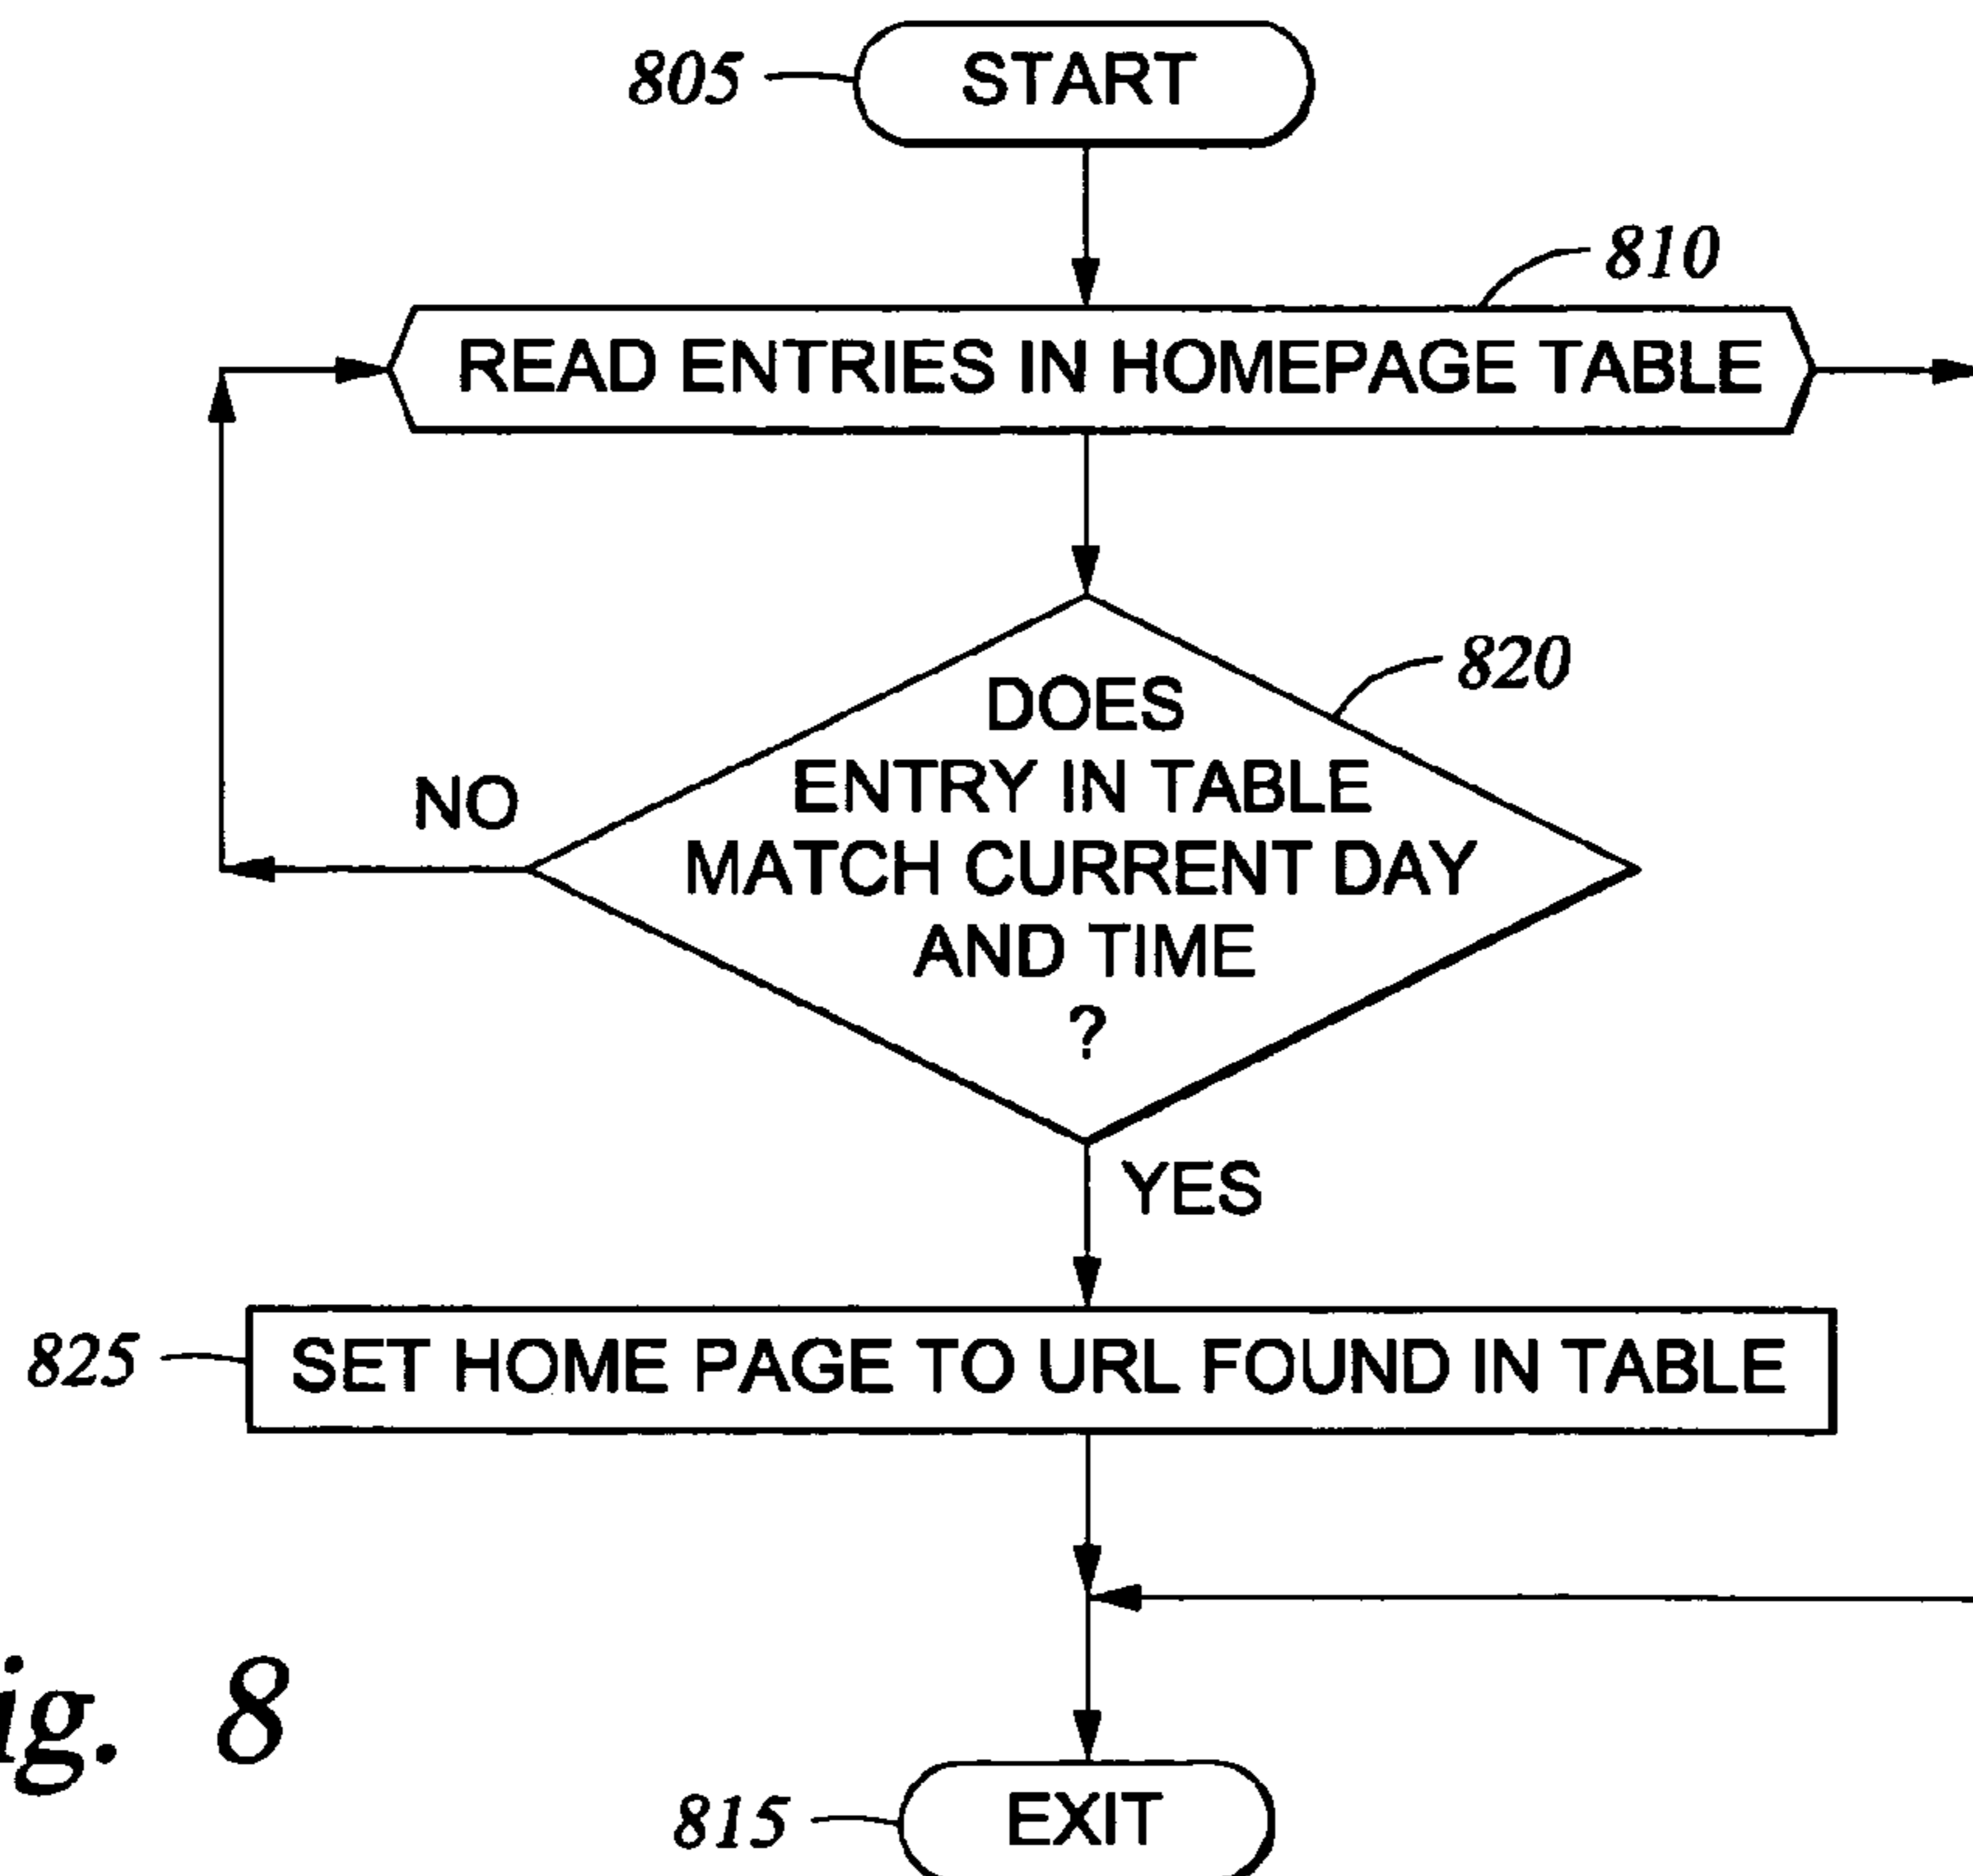 805
START
810
READ ENTRIES IN HOMEPAGE TABLE
820
DOES
ENTRY IN TABLE
MATCH CURRENT DAY
AND TIME
?
NO
YES
825
SET HOME PAGE TO URL FOUND IN TABLE
ig. 8
815
EXIT